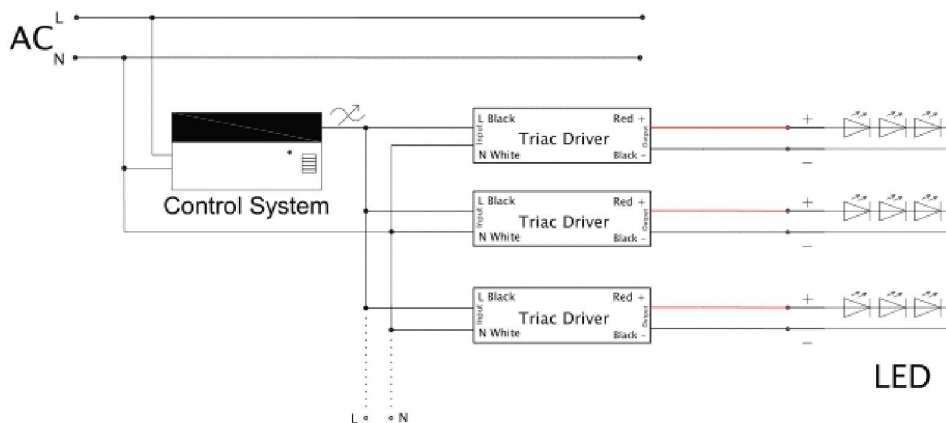 AC
L
N
Control System
L Black
Red +
Input
Triac Driver
Output
N White
Black -
+
−
L Black
Red +
Input
Triac Driver
Output
N White
Black -
+
−
L Black
Red +
Input
Triac Driver
Output
N White
Black -
+
−
LED
L
N